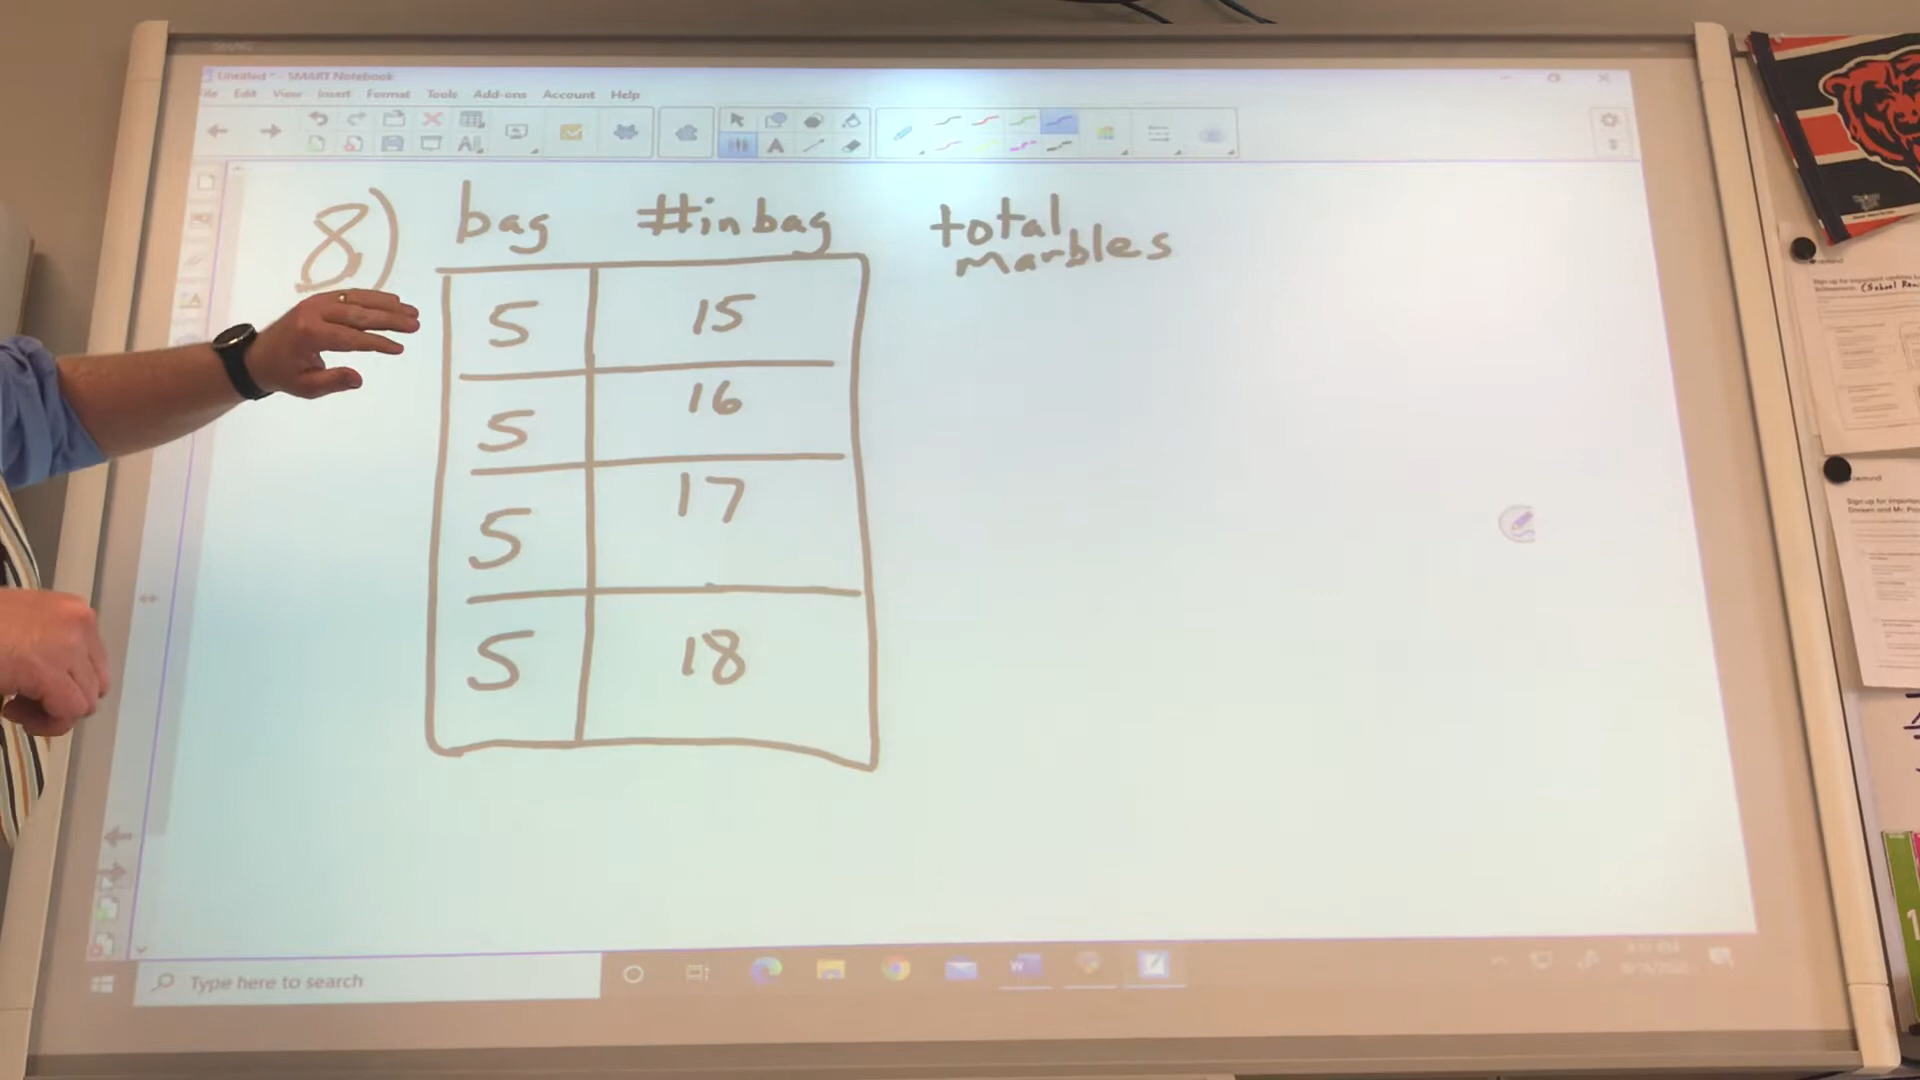 Untitled * - SMART Notebook
Edit View Insert Format Tools Add-ons Account Help
8) bag #in bag total marbles
5 15
5 16
5 17
5 18
Type here to search